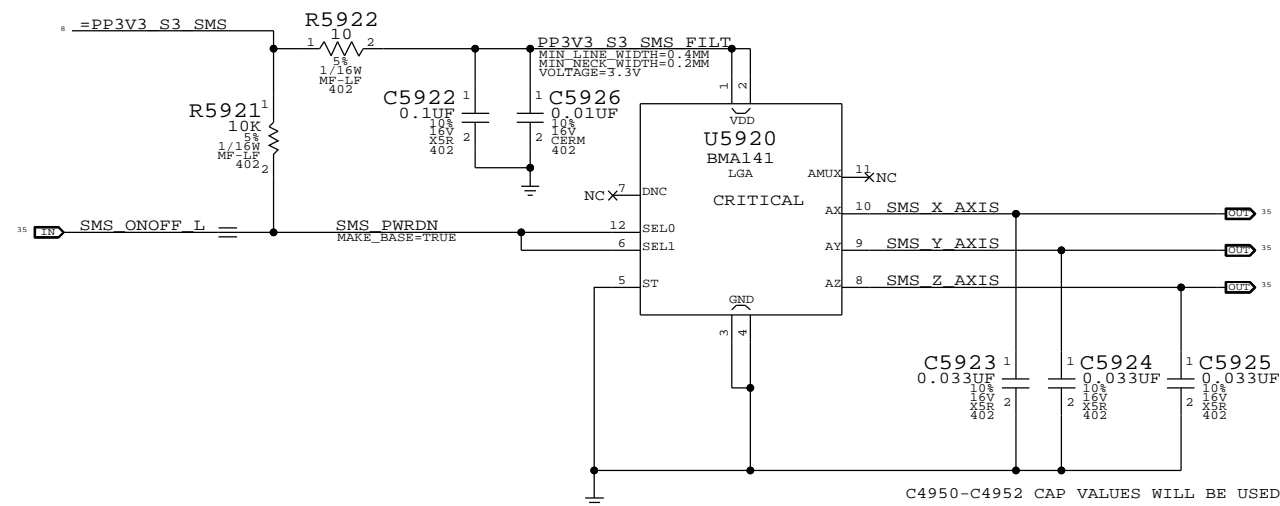 8 =PP3V3_S3_SMS
R5922
10
1 2
5%
1/16W
MF-LF
402
PP3V3_S3_SMS_FILT
MIN_LINE_WIDTH=0.4MM
MIN_NECK_WIDTH=0.2MM
VOLTAGE=3.3V
R5921
1
10K
5%
1/16W
MF-LF
402
2
C5922
1
0.1UF
10%
16V
X5R
402
2
C5926
1
0.01UF
10%
16V
CERM
402
2
1 2
VDD
U5920
BMA141
LGA
CRITICAL
NC 7 DNC
AMUX 11 NC
35 IN SMS_ONOFF_L
SMS_PWRDN
MAKE_BASE=TRUE
12 SEL0
6 SEL1
5 ST
AX 10 SMS_X_AXIS OUT 35
AY 9 SMS_Y_AXIS OUT 35
AZ 8 SMS_Z_AXIS OUT 35
GND
3 4
C5923
1
0.033UF
10%
16V
X5R
402
2
C5924
1
0.033UF
10%
16V
X5R
402
2
C5925
1
0.033UF
10%
16V
X5R
402
2
C4950-C4952 CAP VALUES WILL BE USED